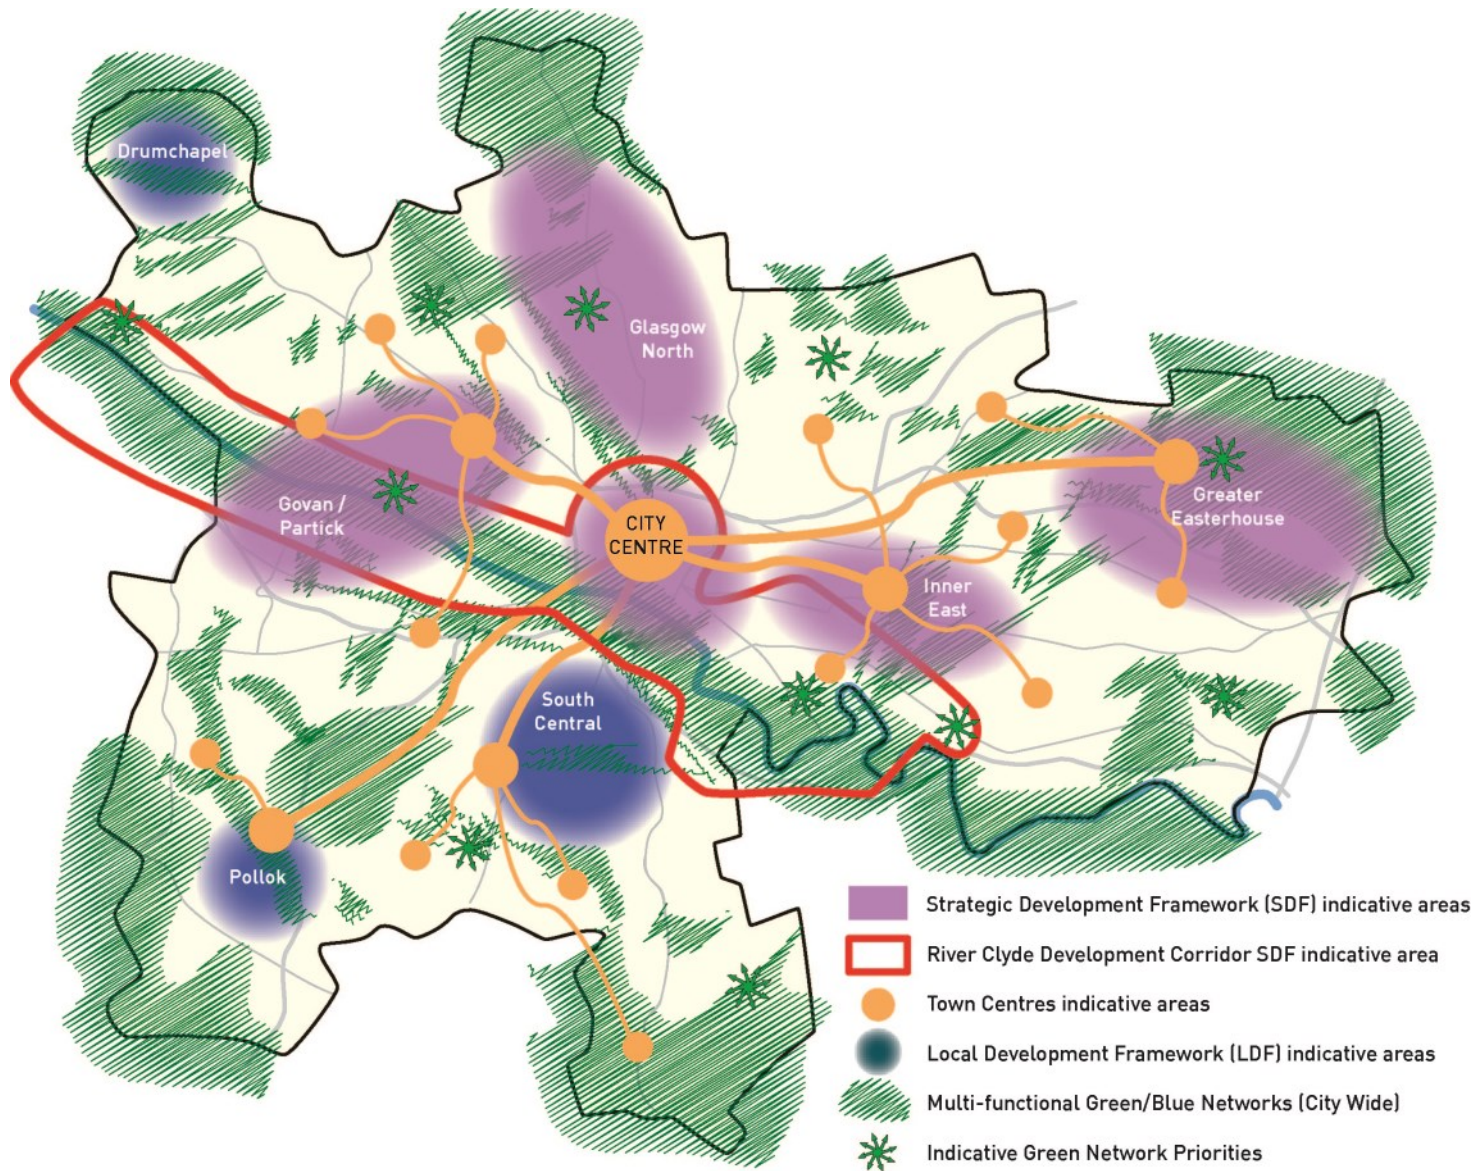 Drumchapel
Glasgow
North
Govan /
Partick
CITY
CENTRE
Greater
Easterhouse
Inner
East
South
Central
Pollok
Strategic Development Framework (SDF) indicative areas
River Clyde Development Corridor SDF indicative area
Town Centres indicative areas
Local Development Framework (LDF) indicative areas
Multi-functional Green/Blue Networks (City Wide)
Indicative Green Network Priorities